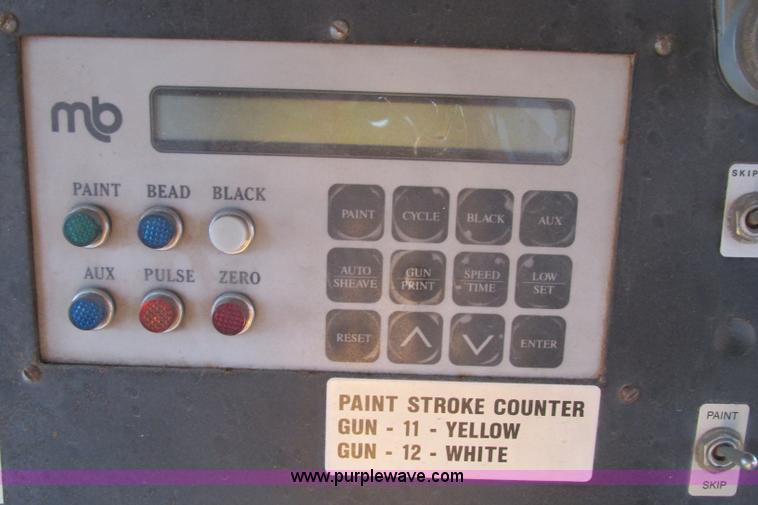 mb
SKIP
PAINT BEAD BLACK
PAINT CYCLE BLACK AUX
AUX PULSE ZERO
AUTO SHEAVE GUN PRINT SPEED TIME LOW SET
RESET ENTER
PAINT STROKE COUNTER
GUN - 11 - YELLOW
GUN - 12 - WHITE
PAINT
SKIP
www.purplewave.com